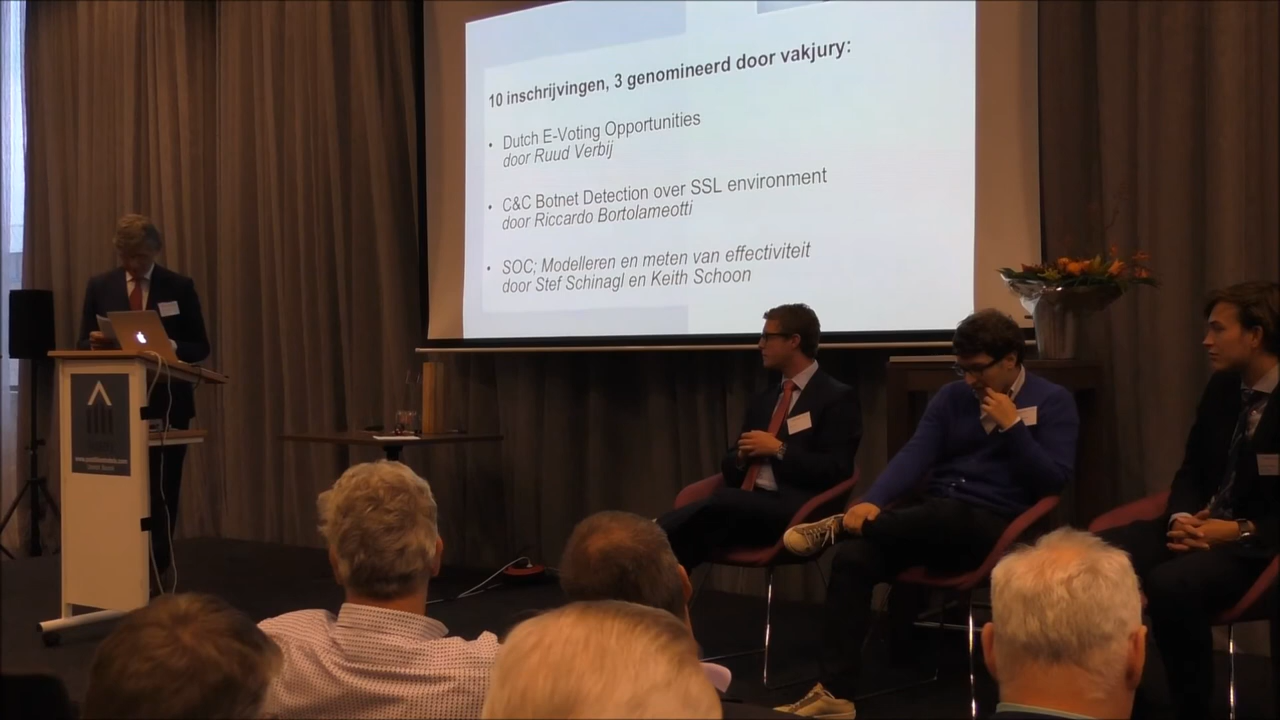 10 inschrijvingen, 3 genomineerd door vakjury:
• Dutch E-Voting Opportunities
door Ruud Verbij
• C&C Botnet Detection over SSL environment
door Riccardo Bortolameotti
• SOC; Modelleren en meten van effectiviteit
door Stef Schinagl en Keith Schoon